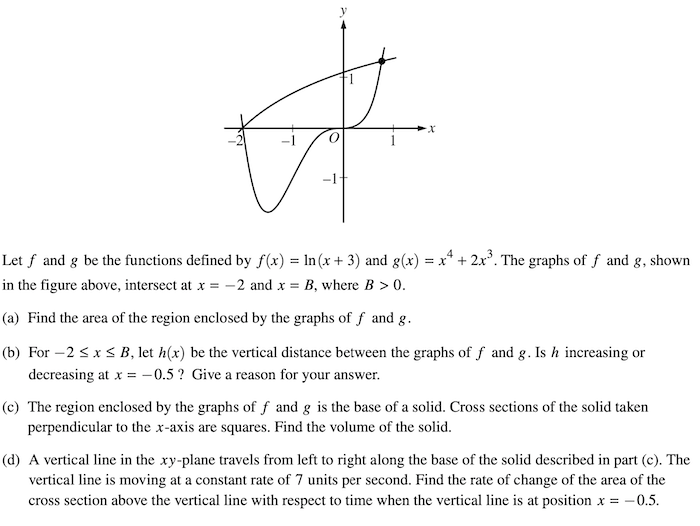 y
1
x
-2
-1
O
1
-1
Let f and g be the functions defined by f(x) = ln(x + 3) and g(x) = x⁴ + 2x³. The graphs of f and g, shown
in the figure above, intersect at x = −2 and x = B, where B > 0.
(a) Find the area of the region enclosed by the graphs of f and g.
(b) For −2 ≤ x ≤ B, let h(x) be the vertical distance between the graphs of f and g. Is h increasing or
decreasing at x = −0.5 ? Give a reason for your answer.
(c) The region enclosed by the graphs of f and g is the base of a solid. Cross sections of the solid taken
perpendicular to the x-axis are squares. Find the volume of the solid.
(d) A vertical line in the xy-plane travels from left to right along the base of the solid described in part (c). The
vertical line is moving at a constant rate of 7 units per second. Find the rate of change of the area of the
cross section above the vertical line with respect to time when the vertical line is at position x = −0.5.